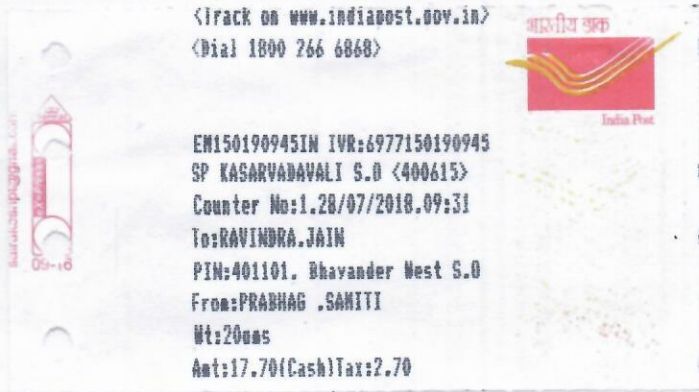 <Track on www.indiapost.gov.in>
<Dial 1800 266 6868>
भारतीय डाक
India Post
EM150190945IN IVR:6977150190945
SP KASARVADAVALI S.O <400615>
Counter No:1,28/07/2018,09:31
To:RAVINDRA.JAIN
PIN:401101, Bhayander West S.O
From:PRABHAG .SAMITI
Wt:20gms
Amt:17.70(Cash)Tax:2.70
09-16